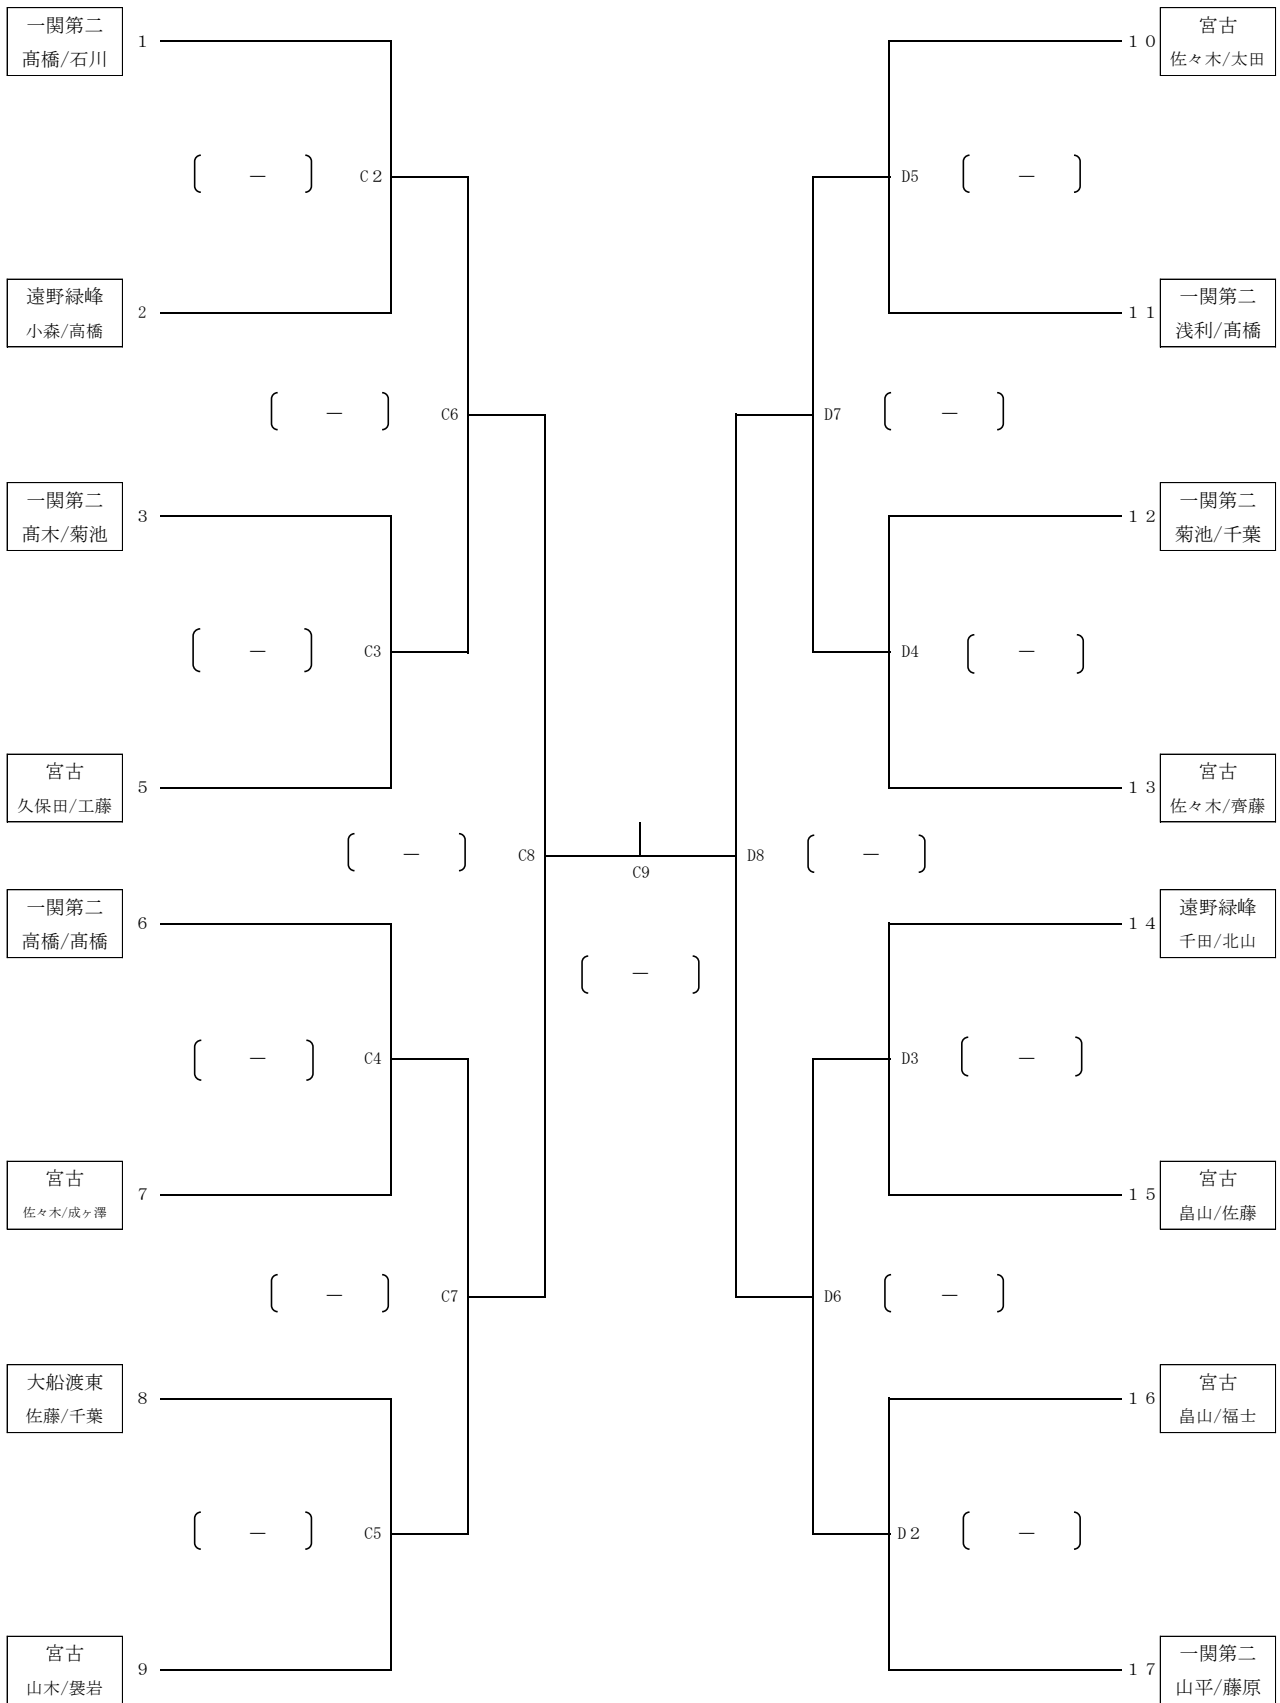 一関第二
髙橋/石川
1
〔　－　〕
C２
遠野緑峰
小森/高橋
2
〔　－　〕
C6
一関第二
髙木/菊池
3
〔　－　〕
C3
宮古
久保田/工藤
5
〔　－　〕
C8
一関第二
高橋/髙橋
6
〔　－　〕
C4
宮古
佐々木/成ヶ澤
7
〔　－　〕
C7
大船渡東
佐藤/千葉
8
〔　－　〕
C5
宮古
山木/袰岩
9
C9
〔　－　〕
１０
宮古
佐々木/太田
D5
〔　－　〕
１１
一関第二
浅利/髙橋
D7
〔　－　〕
１２
一関第二
菊池/千葉
D4
〔　－　〕
１３
宮古
佐々木/齊藤
D8
〔　－　〕
１４
遠野緑峰
千田/北山
D3
〔　－　〕
１５
宮古
畠山/佐藤
D6
〔　－　〕
１６
宮古
畠山/福士
D２
〔　－　〕
１７
一関第二
山平/藤原